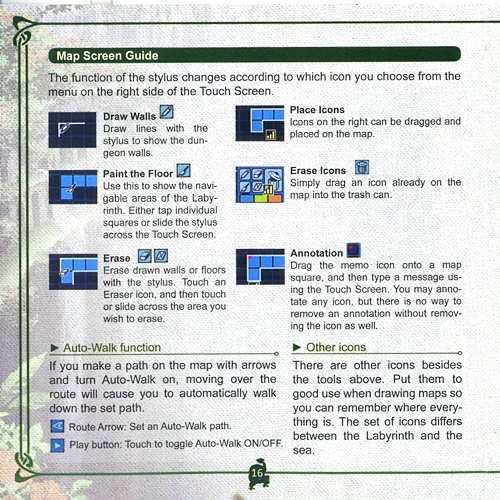 Map Screen Guide
The function of the stylus changes according to which icon you choose from the
menu on the right side of the Touch Screen.
Draw Walls
Draw lines with the
stylus to show the dun-
geon walls.
Paint the Floor
Use this to show the navi-
gable areas of the Laby-
rinth. Either tap individual
squares or slide the stylus
across the Touch Screen.
Erase
Erase drawn walls or floors
with the stylus. Touch an
Eraser icon, and then touch
or slide across the area you
wish to erase.
Place Icons
Icons on the right can be dragged and
placed on the map.
Erase Icons
Simply drag an icon already on the
map into the trash can.
Annotation
Drag the memo icon onto a map
square, and then type a message us-
ing the Touch Screen. You may anno-
tate any icon, but there is no way to
remove an annotation without remov-
ing the icon as well.
► Auto-Walk function
If you make a path on the map with arrows
and turn Auto-Walk on, moving over the
route will cause you to automatically walk
down the set path.
Route Arrow: Set an Auto-Walk path.
Play button: Touch to toggle Auto-Walk ON/OFF.
► Other icons
There are other icons besides
the tools above. Put them to
good use when drawing maps so
you can remember where every-
thing is. The set of icons differs
between the Labyrinth and the
sea.
16